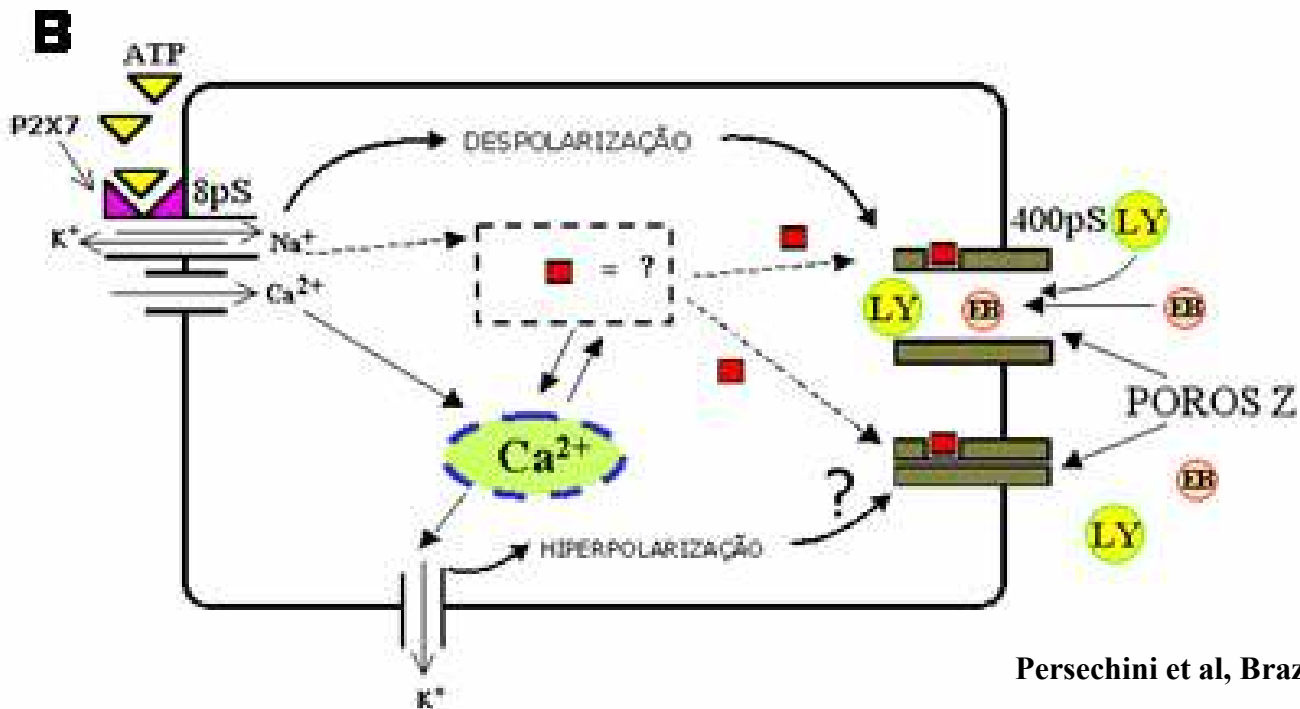 B
ATP
P2X7
8pS
K⁺
Na⁺
Ca²⁺
DESPOLARIZAÇÃO
= ?
400pS
LY
LY
EB
EB
POROS Z
Ca²⁺
?
EB
LY
HIPERPOLARIZAÇÃO
K⁺
Persechini et al, Braz